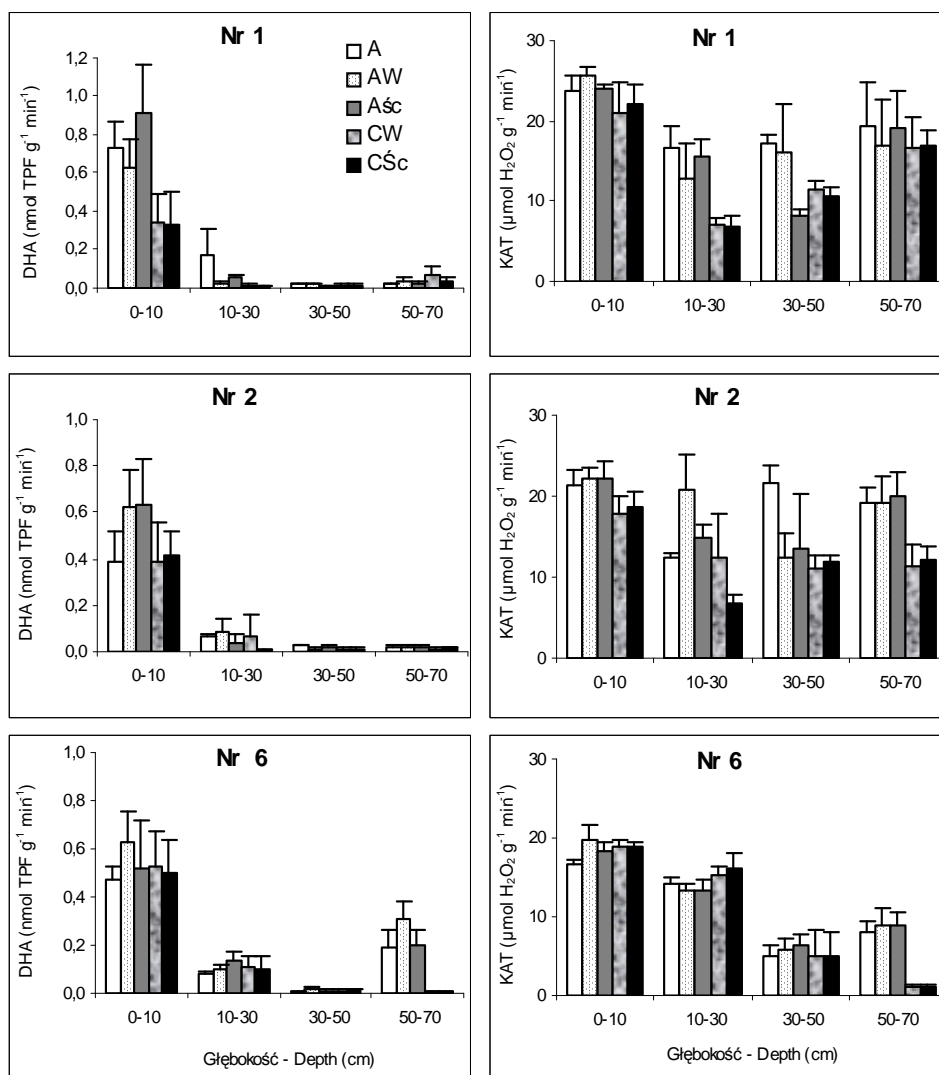 Nr 1
A
AW
Aśc
CW
CŚc
DHA (nmol TPF g⁻¹ min⁻¹)
1,2
1,0
0,8
0,6
0,4
0,2
0,0
0-10 10-30 30-50 50-70
Nr 1
KAT (µmol H₂O₂ g⁻¹ min⁻¹)
30
20
10
0
0-10 10-30 30-50 50-70
Nr 2
DHA (nmol TPF g⁻¹ min⁻¹)
1,0
0,8
0,6
0,4
0,2
0,0
0-10 10-30 30-50 50-70
Nr 2
KAT (µmol H₂O₂ g⁻¹ min⁻¹)
30
20
10
0
0-10 10-30 30-50 50-70
Nr 6
DHA (nmol TPF g⁻¹ min⁻¹)
1,0
0,8
0,6
0,4
0,2
0,0
0-10 10-30 30-50 50-70
Głębokość - Depth (cm)
Nr 6
KAT (µmol H₂O₂ g⁻¹ min⁻¹)
30
20
10
0
0-10 10-30 30-50 50-70
Głębokość - Depth (cm)